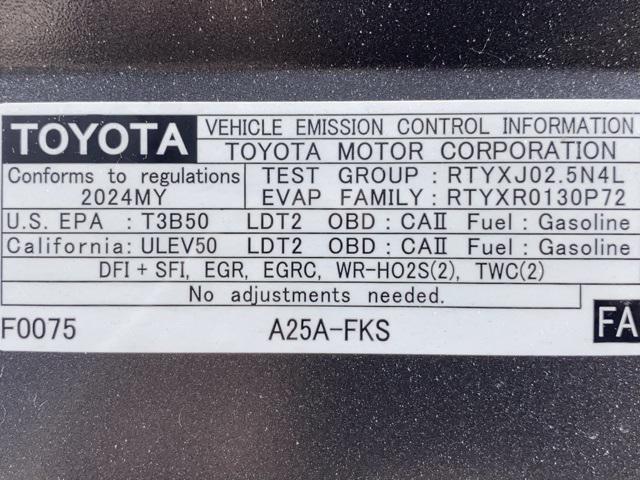 TOYOTA VEHICLE EMISSION CONTROL INFORMATION
TOYOTA MOTOR CORPORATION
Conforms to regulations TEST GROUP : RTYXJ02.5N4L
2024MY EVAP FAMILY : RTYXR0130P72
U.S. EPA : T3B50 LDT2 OBD : CAII Fuel : Gasoline
California: ULEV50 LDT2 OBD : CAII Fuel : Gasoline
DFI + SFI, EGR, EGRC, WR-HO2S(2), TWC(2)
No adjustments needed.
F0075 A25A-FKS FA